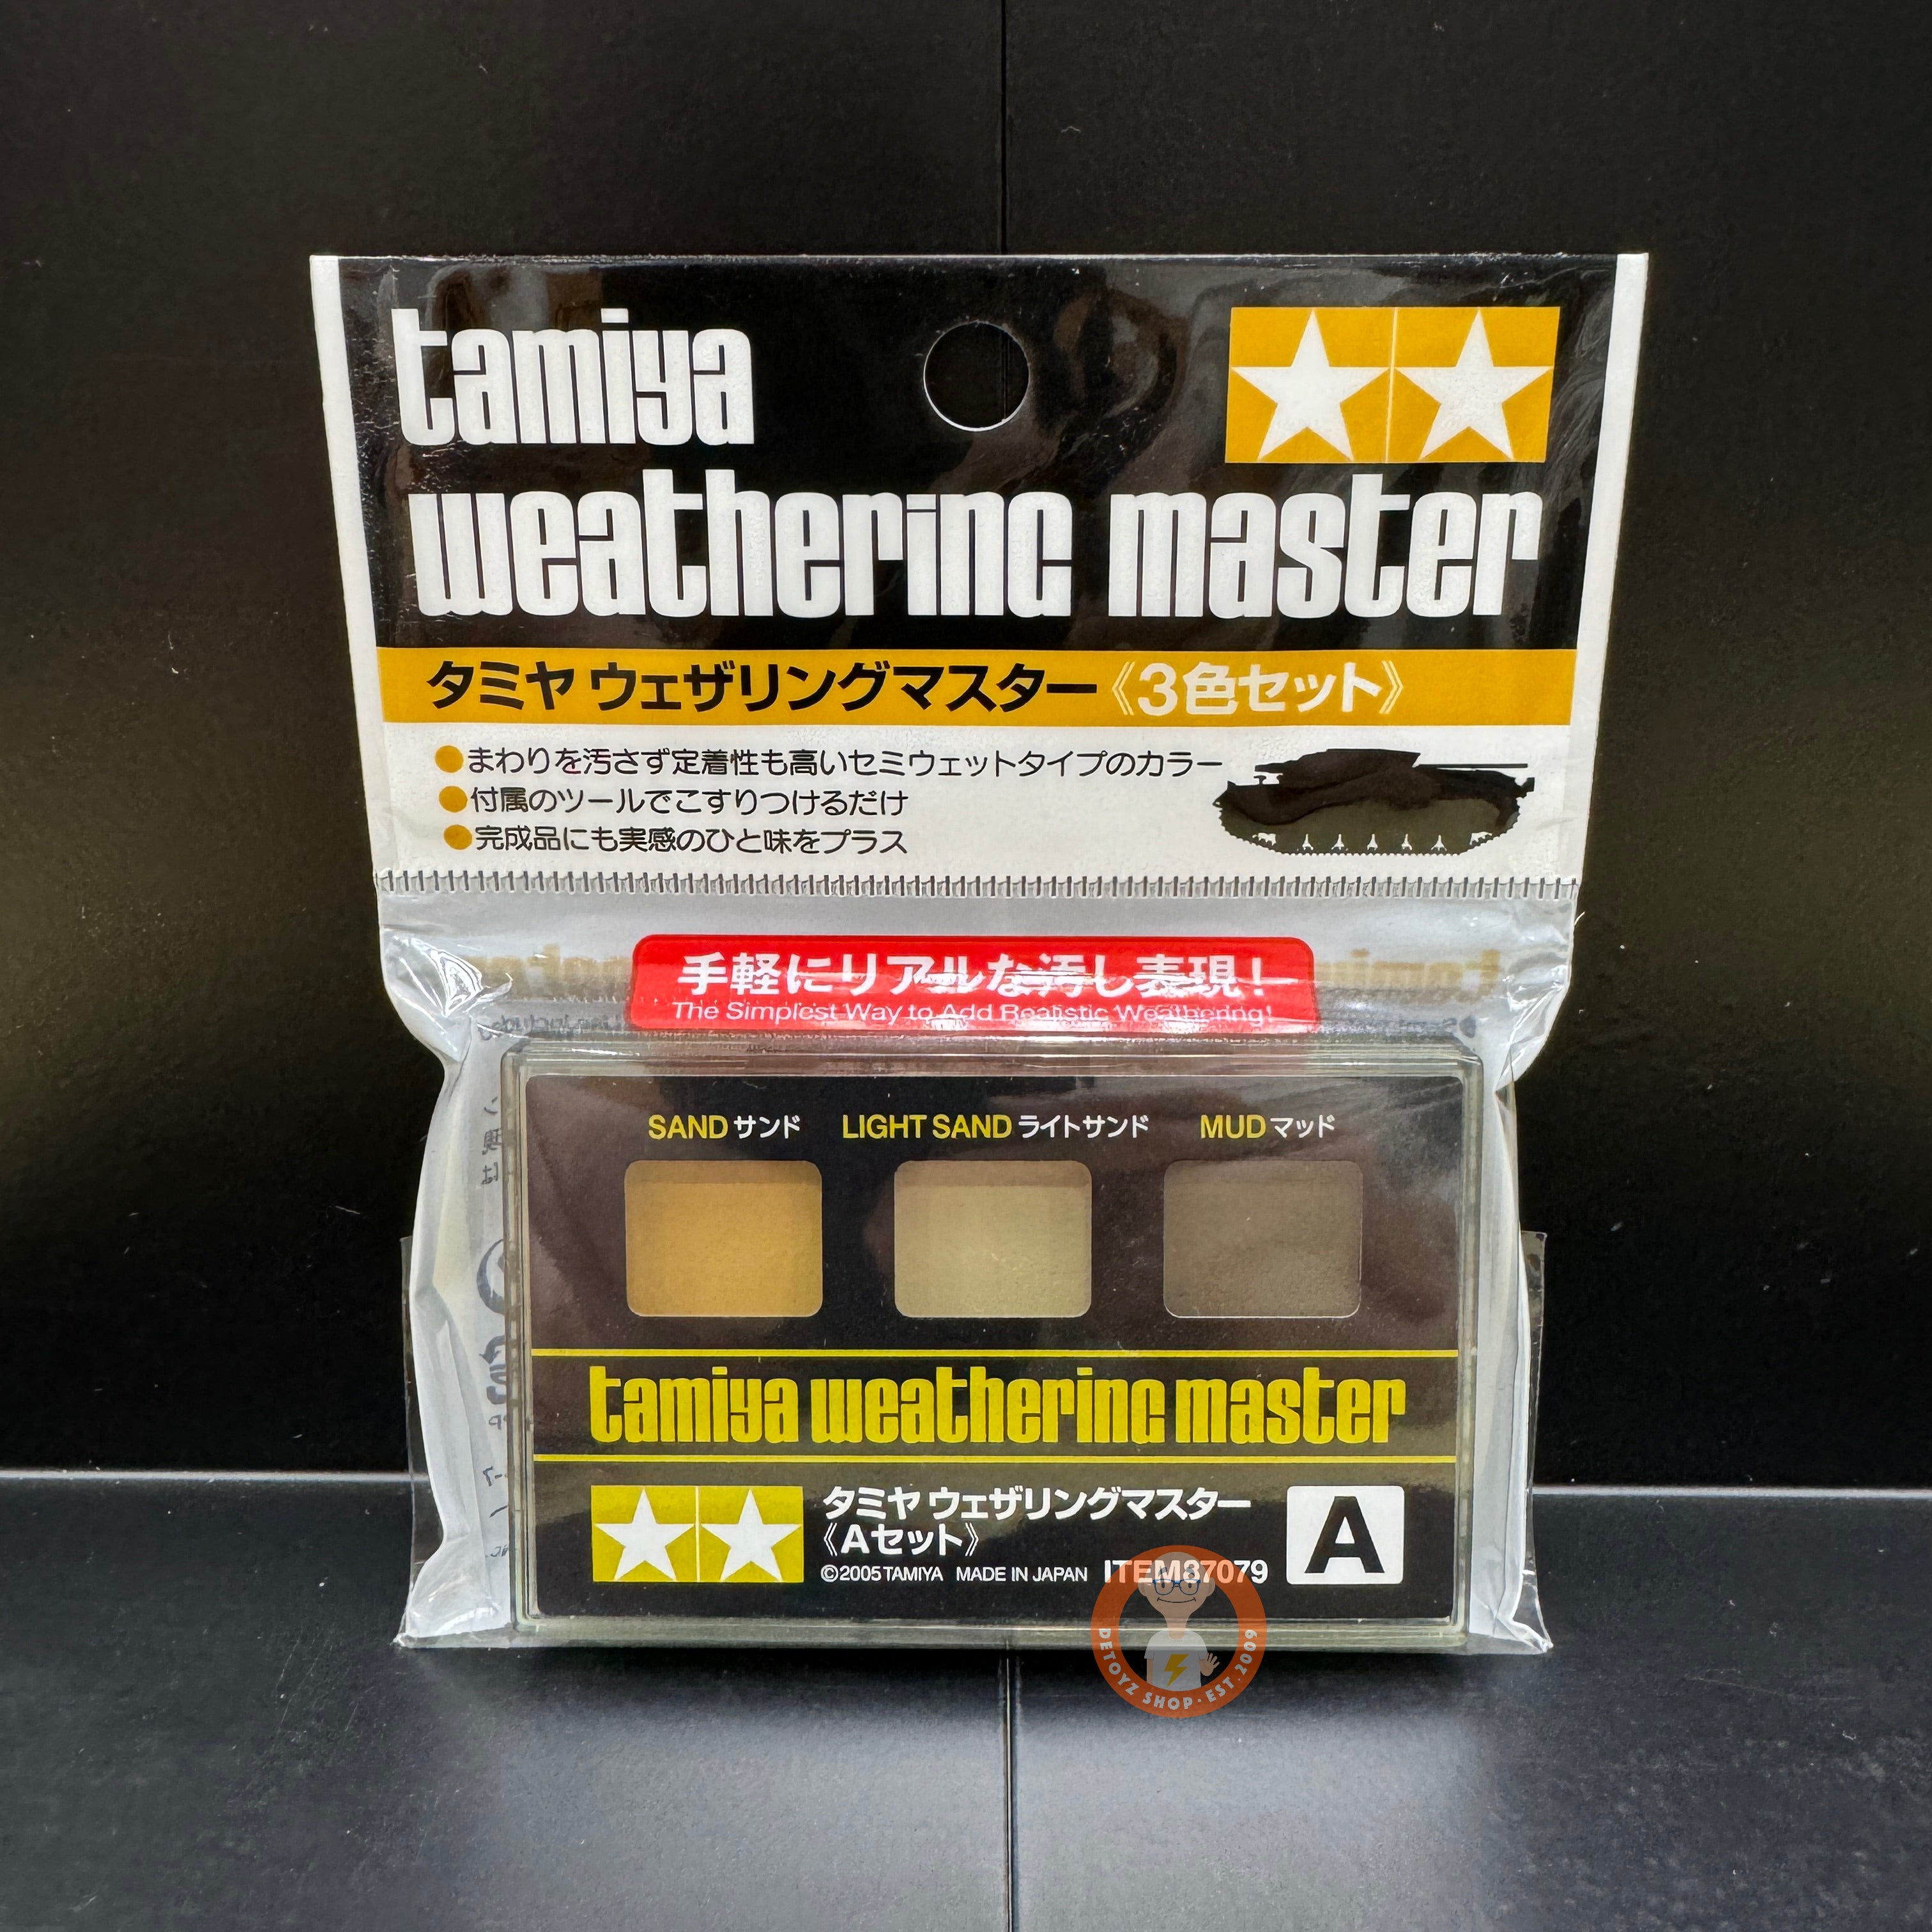 tamiya
weathering master
タミヤ ウェザリングマスター《3色セット》
●まわりを汚さず定着性も高いセミウェットタイプのカラー
●付属のツールでこすりつけるだけ
●完成品にも実感のひと味をプラス
手軽にリアルな汚し表現!
The Simplest Way to Add Realistic Weathering!
SAND サンド LIGHT SAND ライトサンド MUD マッド
tamiya weathering master
タミヤ ウェザリングマスター
《Aセット》
A
©2005 TAMIYA MADE IN JAPAN ITEM87079
DETOYZ SHOP · EST. 2009